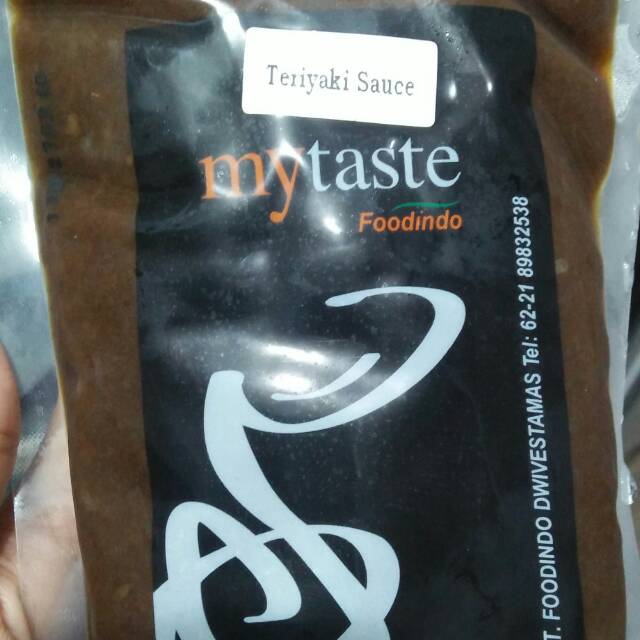 Teriyaki Sauce
mytaste
Foodindo
T. FOODINDO DWIVESTAMAS Tel: 62-21 89832538